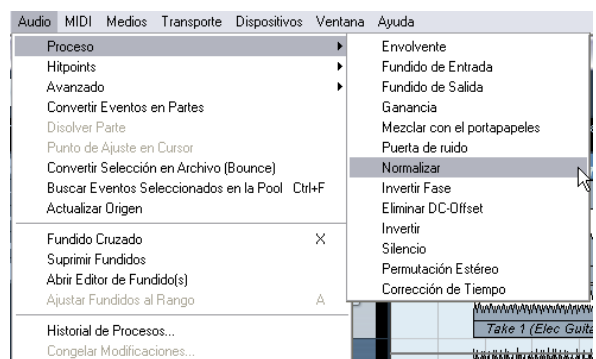 Audio MIDI Medios Transporte Dispositivos Ventana Ayuda
Proceso
Hitpoints
Avanzado
Convertir Eventos en Partes
Disolver Parte
Punto de Ajuste en Cursor
Convertir Selección en Archivo (Bounce)
Buscar Eventos Seleccionados en la Pool Ctrl+F
Actualizar Origen
Fundido Cruzado X
Suprimir Fundidos
Abrir Editor de Fundido(s)
Ajustar Fundidos al Rango A
Historial de Procesos...
Congelar Modificaciones...
Envolvente
Fundido de Entrada
Fundido de Salida
Ganancia
Mezclar con el portapapeles
Puerta de ruido
Normalizar
Invertir Fase
Eliminar DC-Offset
Invertir
Silencio
Permutación Estéreo
Corrección de Tiempo
Take 1 (Elec Guita